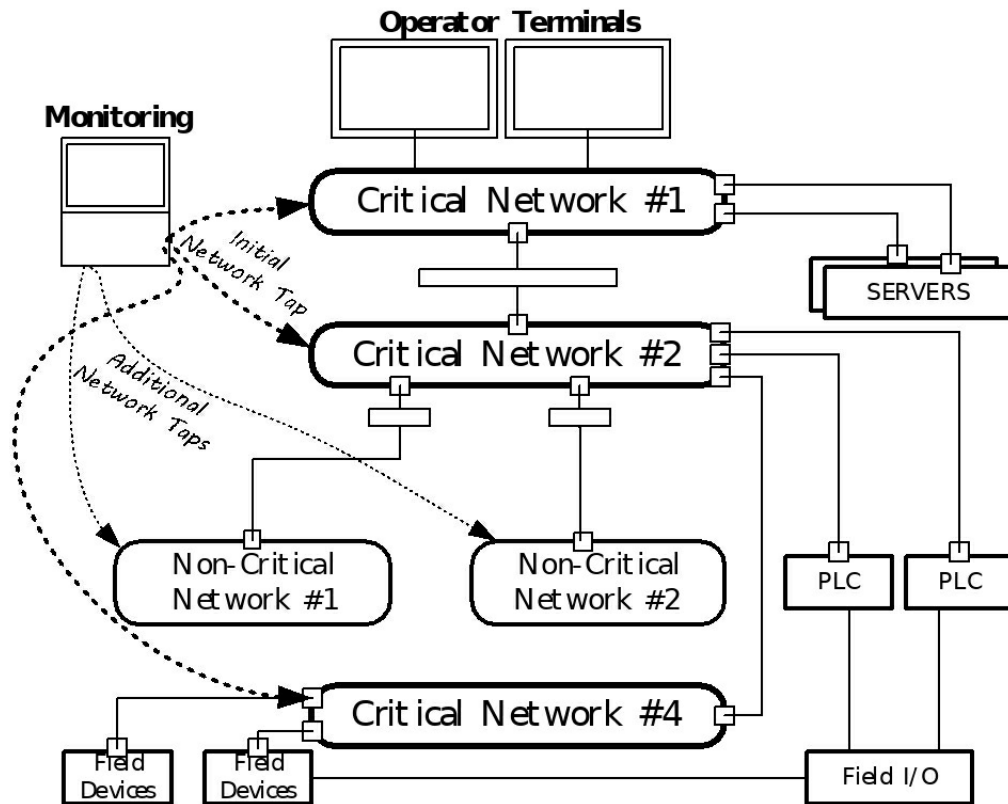 Operator Terminals
Monitoring
Critical Network #1
Initial
Network Tap
SERVERS
Critical Network #2
Additional
Network Taps
Non-Critical
Network #1
Non-Critical
Network #2
PLC
PLC
Critical Network #4
Field
Devices
Field
Devices
Field I/O